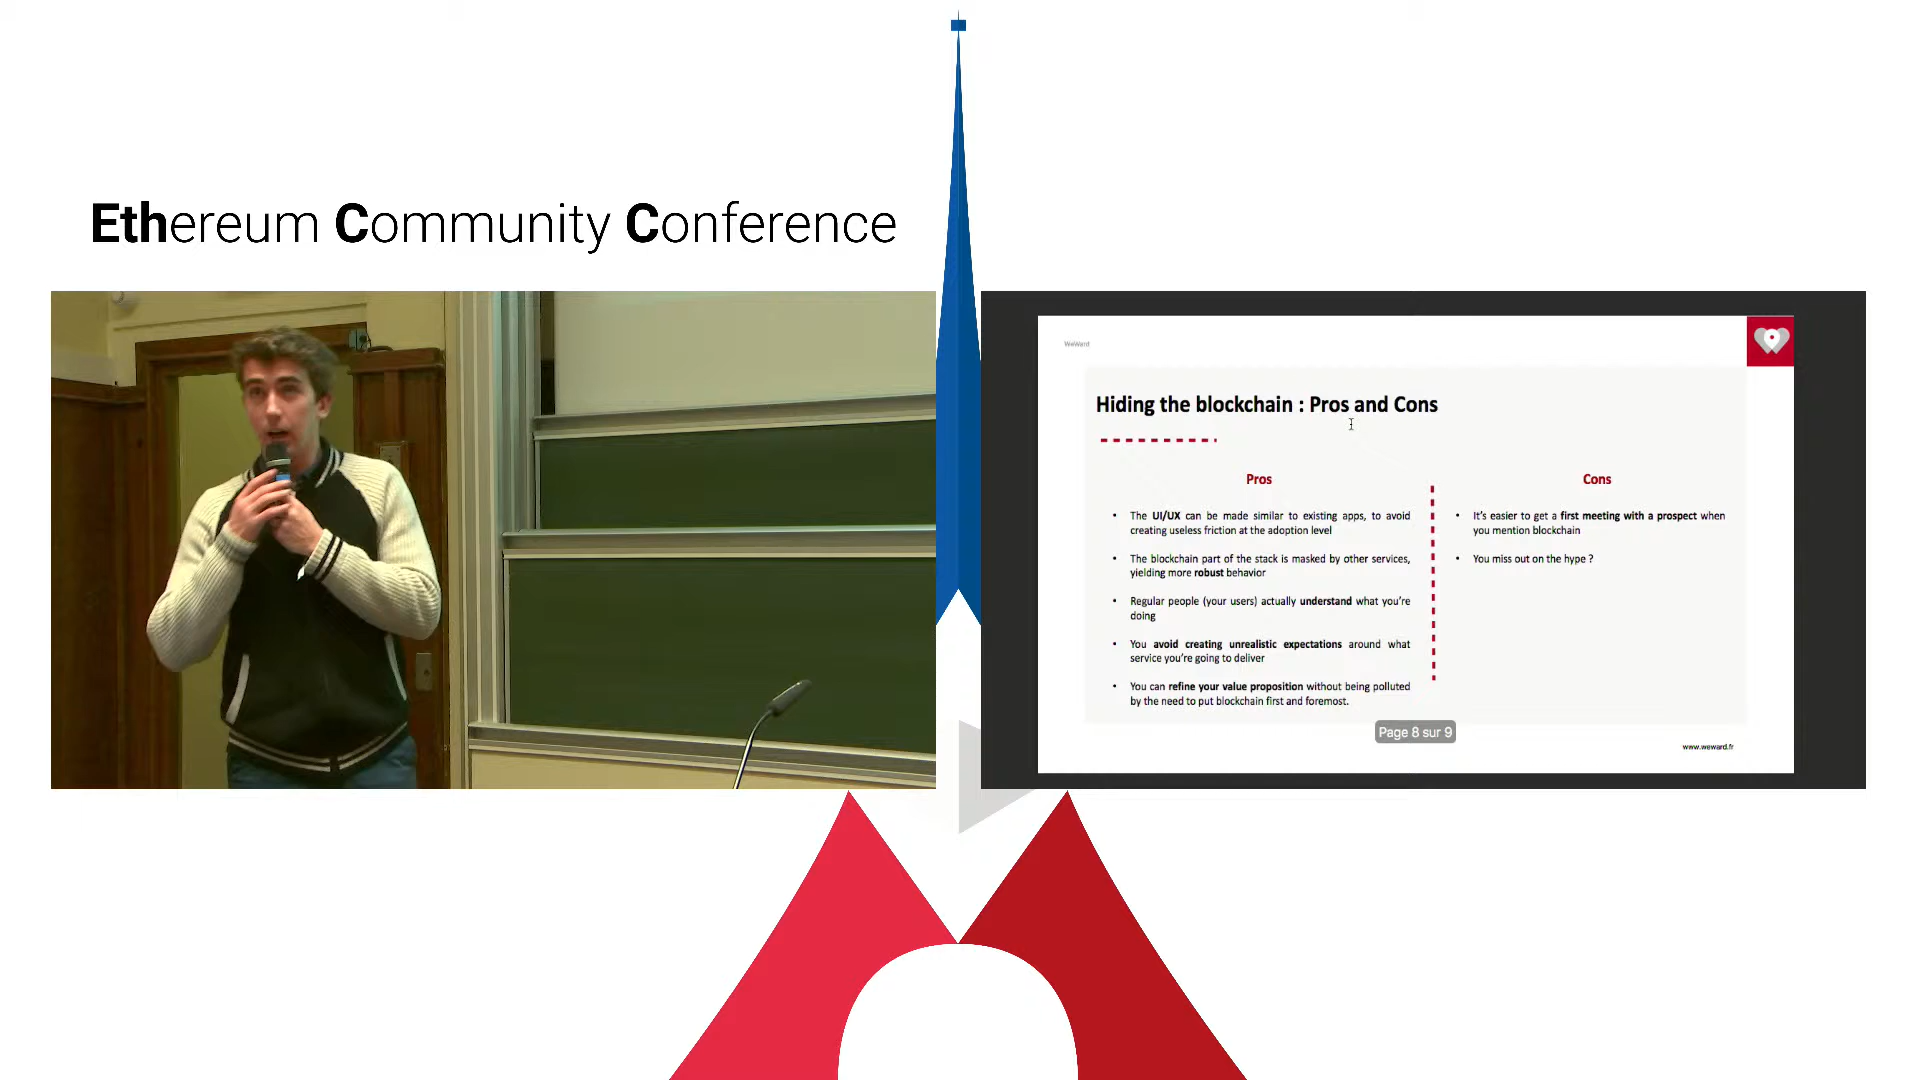 Ethereum Community Conference
WeWard
Hiding the blockchain : Pros and Cons
Pros
• The UI/UX can be made similar to existing apps, to avoid
creating useless friction at the adoption level
• The blockchain part of the stack is masked by other services,
yielding more robust behavior
• Regular people (your users) actually understand what you're
doing
• You avoid creating unrealistic expectations around what
service you're going to deliver
• You can refine your value proposition without being polluted
by the need to put blockchain first and foremost.
Cons
• It's easier to get a first meeting with a prospect when
you mention blockchain
• You miss out on the hype ?
Page 8 sur 9
www.weward.fr